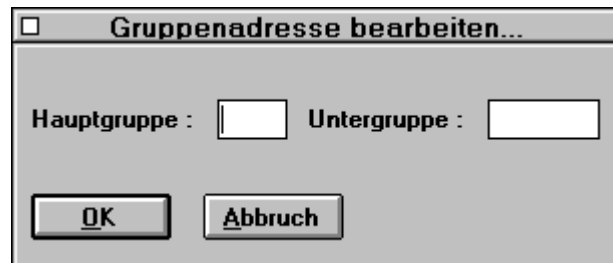 Gruppenadresse bearbeiten...
Hauptgruppe : Untergruppe :
OK Abbruch